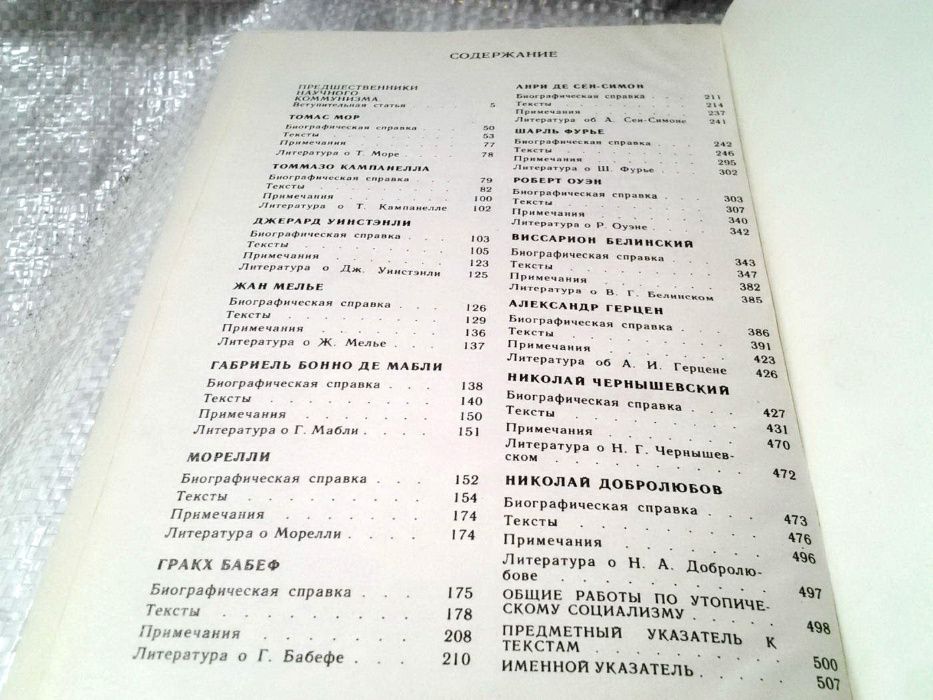 СОДЕРЖАНИЕ
ПРЕДШЕСТВЕННИКИ
НАУЧНОГО
КОММУНИЗМА.
Вступительная статья . 5
ТОМАС МОР
Биографическая справка . . 50
Тексты . . . . . . 53
Примечания . . . . . 77
Литература о Т. Море . . . 78
ТОММАЗО КАМПАНЕЛЛА
Биографическая справка . . . 79
Тексты . . . . . . 82
Примечания . . . . . 100
Литература о Т. Кампанелле 102
ДЖЕРАРД УИНСТЭНЛИ
Биографическая справка . . . 103
Тексты . . . . . . 105
Примечания . . . . . 123
Литература о Дж. Уинстэнли 125
ЖАН МЕЛЬЕ
Биографическая справка . . . 126
Тексты . . . . . . 129
Примечания . . . . . 136
Литература о Ж. Мелье . . . 137
ГАБРИЕЛЬ БОННО ДЕ МАБЛИ
Биографическая справка . . . 138
Тексты . . . . . . 140
Примечания . . . . . . 150
Литература о Г. Мабли . . . . 151
МОРЕЛЛИ
Биографическая справка . . . 152
Тексты . . . . . . . 154
Примечания . . . . . . 174
Литература о Морелли . . . . 174
ГРАКХ БАБЕФ
Биографическая справка . . . 175
Тексты . . . . . . . 178
Примечания . . . . . . 208
Литература о Г. Бабефе . . . . 210
АНРИ ДЕ СЕН-СИМОН
Биографическая справка . . . 211
Тексты . . . . . . 214
Примечания . . . . . 237
Литература об А. Сен-Симоне 241
ШАРЛЬ ФУРЬЕ
Биографическая справка . . . 242
Тексты . . . . . . 246
Примечания . . . . . 295
Литература о Ш. Фурье . . . 302
РОБЕРТ ОУЭН
Биографическая справка . . . 303
Тексты . . . . . . 307
Примечания . . . . . 340
Литература о Р. Оуэне . . . . 342
ВИССАРИОН БЕЛИНСКИЙ
Биографическая справка . . . 343
Тексты . . . . . . 347
Примечания . . . . . 382
Литература о В. Г. Белинском 385
АЛЕКСАНДР ГЕРЦЕН
Биографическая справка . . . 386
Тексты . . . . . . 391
Примечания . . . . . 423
Литература об А. И. Герцене 426
НИКОЛАЙ ЧЕРНЫШЕВСКИЙ
Биографическая справка . . . 427
Тексты . . . . . . 431
Примечания . . . . . 470
Литература о Н. Г. Чернышев-
ском . . . . . . . 472
НИКОЛАЙ ДОБРОЛЮБОВ
Биографическая справка . . . 473
Тексты . . . . . . 476
Примечания . . . . . 496
Литература о Н. А. Добролю-
бове . . . . . . . 497
ОБЩИЕ РАБОТЫ ПО УТОПИЧЕ-
СКОМУ СОЦИАЛИЗМУ . . . . 498
ПРЕДМЕТНЫЙ УКАЗАТЕЛЬ К
ТЕКСТАМ . . . . . . 500
ИМЕННОЙ УКАЗАТЕЛЬ . . . . 507